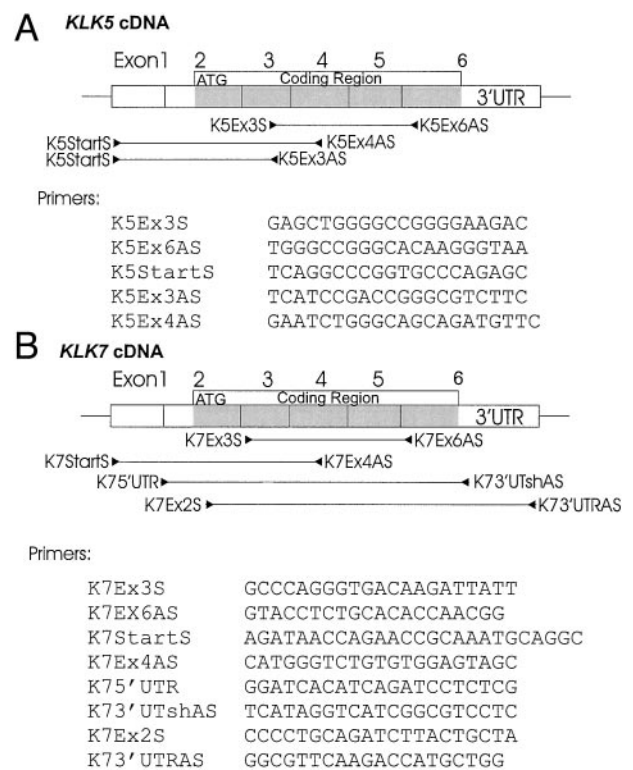 A KLK5 cDNA
Exon1 2 3 4 5 6
ATG Coding Region
3'UTR
K5Ex3S K5Ex6AS
K5StartS K5Ex4AS
K5StartS K5Ex3AS
Primers:
K5Ex3S GAGCTGGGGCCGGGGAAGAC
K5Ex6AS TGGGCCGGGCACAAGGGTAA
K5StartS TCAGGCCCGGTGCCCAGAGC
K5Ex3AS TCATCCGACCGGGCGTCTTC
K5Ex4AS GAATCTGGGCAGCAGATGTTC
B KLK7 cDNA
Exon1 2 3 4 5 6
ATG Coding Region
3'UTR
K7Ex3S K7Ex6AS
K7StartS K7Ex4AS
K75'UTR K73'UTshAS
K7Ex2S K73'UTRAS
Primers:
K7Ex3S GCCCAGGGTGACAAGATTATT
K7EX6AS GTACCTCTGCACACCAACGG
K7StartS AGATAACCAGAACCGCAAATGCAGGC
K7Ex4AS CATGGGTCTGTGTGGAGTAGC
K75'UTR GGATCACATCAGATCCTCTCG
K73'UTshAS TCATAGGTCATCGGCGTCCTC
K7Ex2S CCCCTGCAGATCTTACTGCTA
K73'UTRAS GGCGTTCAAGACCATGCTGG